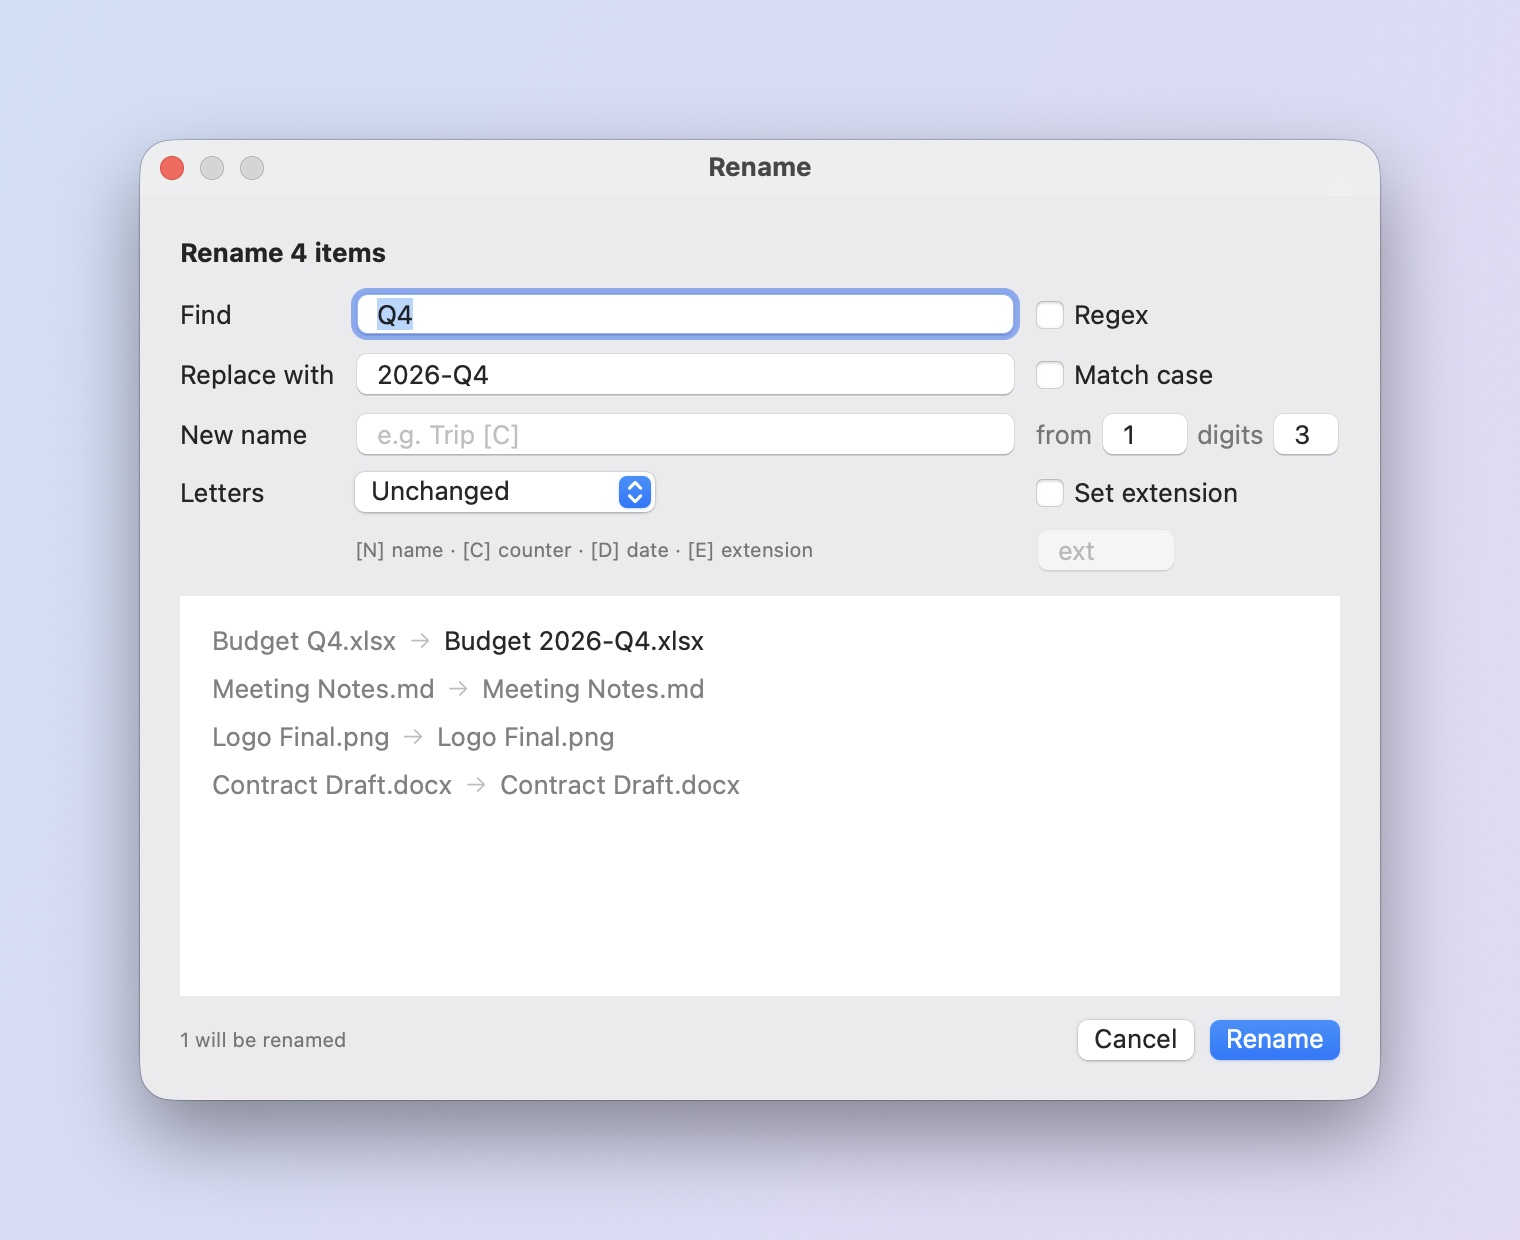 Rename
Rename 4 items
Find Q4 Regex
Replace with 2026-Q4 Match case
New name e.g. Trip [C] from 1 digits 3
Letters Unchanged Set extension
[N] name · [C] counter · [D] date · [E] extension ext
Budget Q4.xlsx → Budget 2026-Q4.xlsx
Meeting Notes.md → Meeting Notes.md
Logo Final.png → Logo Final.png
Contract Draft.docx → Contract Draft.docx
1 will be renamed Cancel Rename